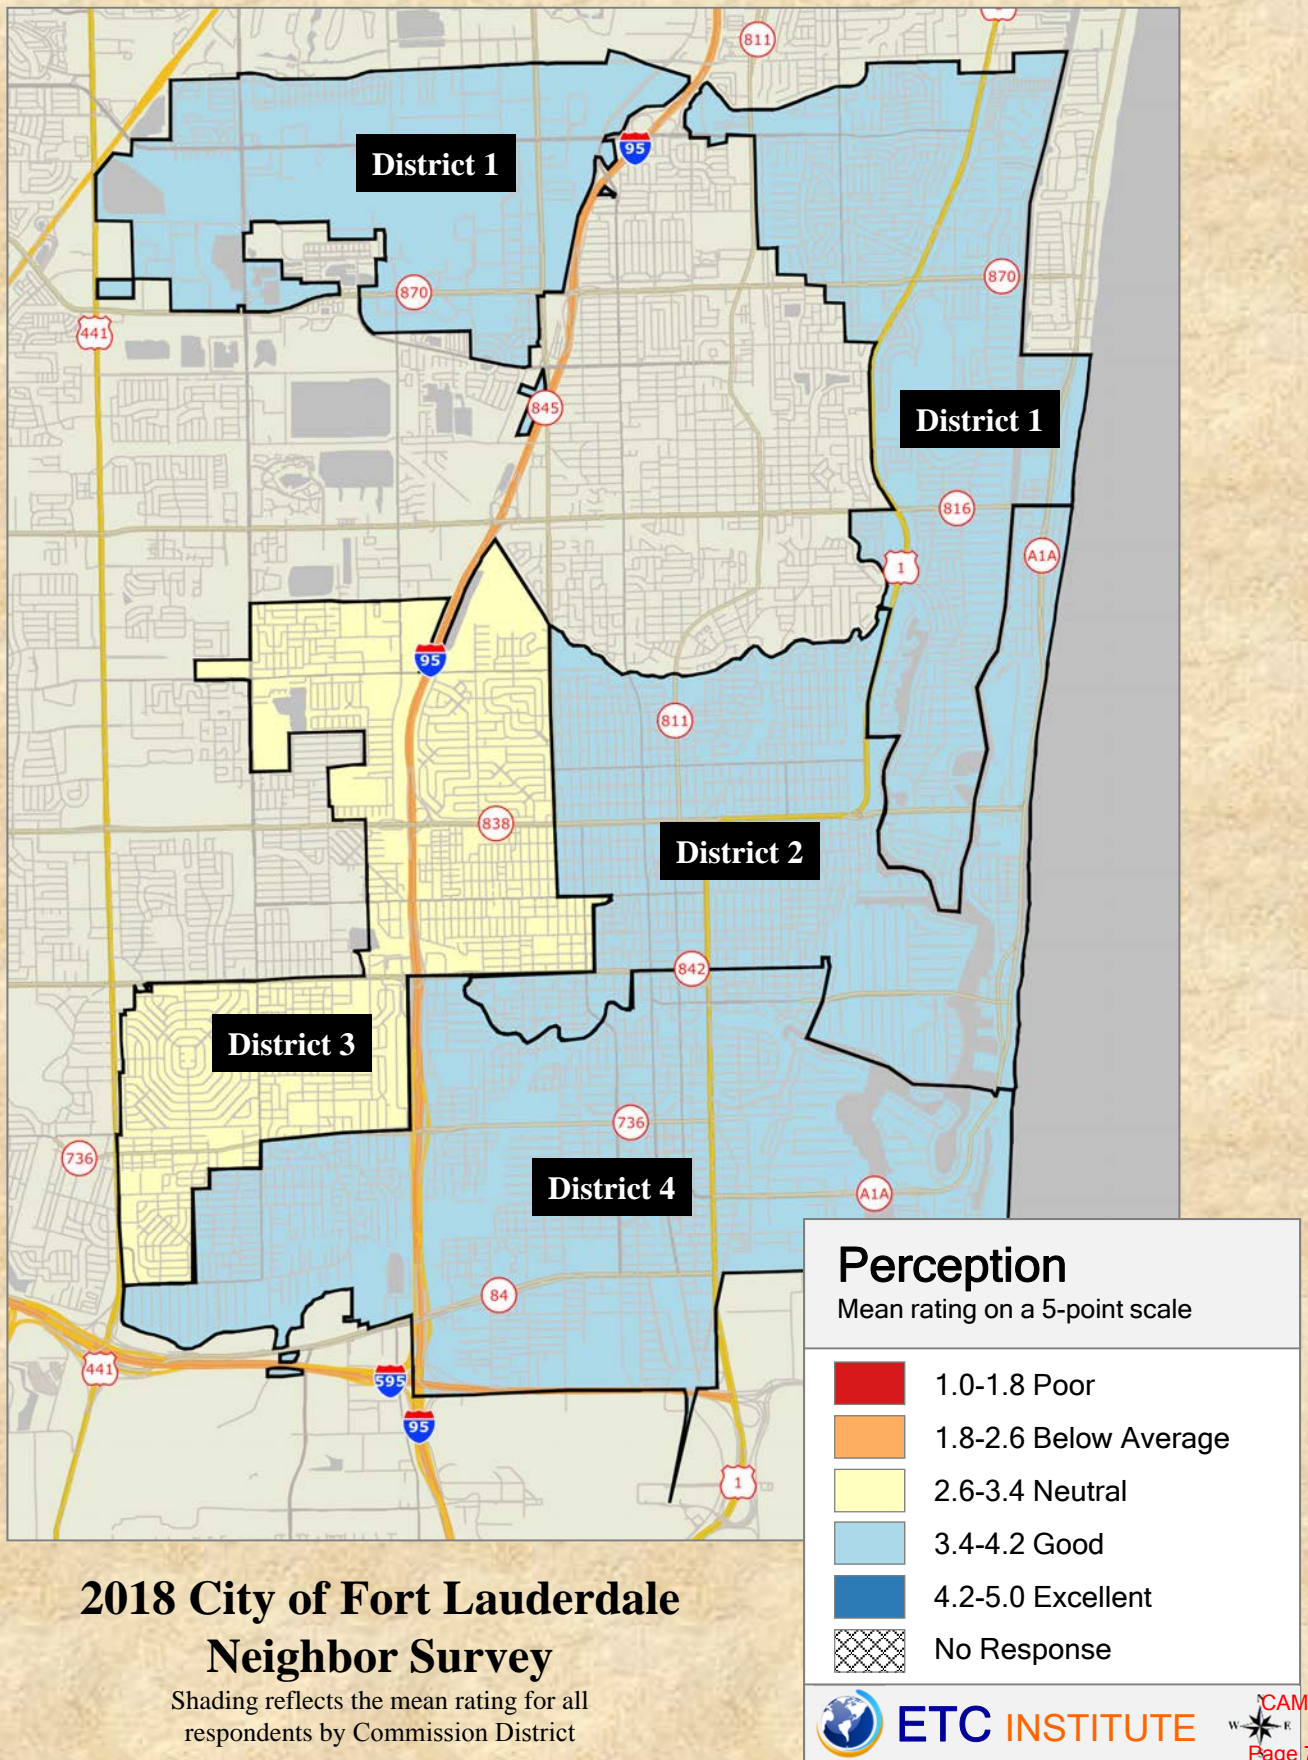 811
District 1
95
870
870
441
845
District 1
816
A1A
1
95
811
838
District 2
842
District 3
736
736
District 4
A1A
84
441
595
95
1
Perception
Mean rating on a 5-point scale
1.0-1.8 Poor
1.8-2.6 Below Average
2.6-3.4 Neutral
3.4-4.2 Good
4.2-5.0 Excellent
No Response
2018 City of Fort Lauderdale
Neighbor Survey
Shading reflects the mean rating for all
respondents by Commission District
ETC INSTITUTE
W E
CAM
Page